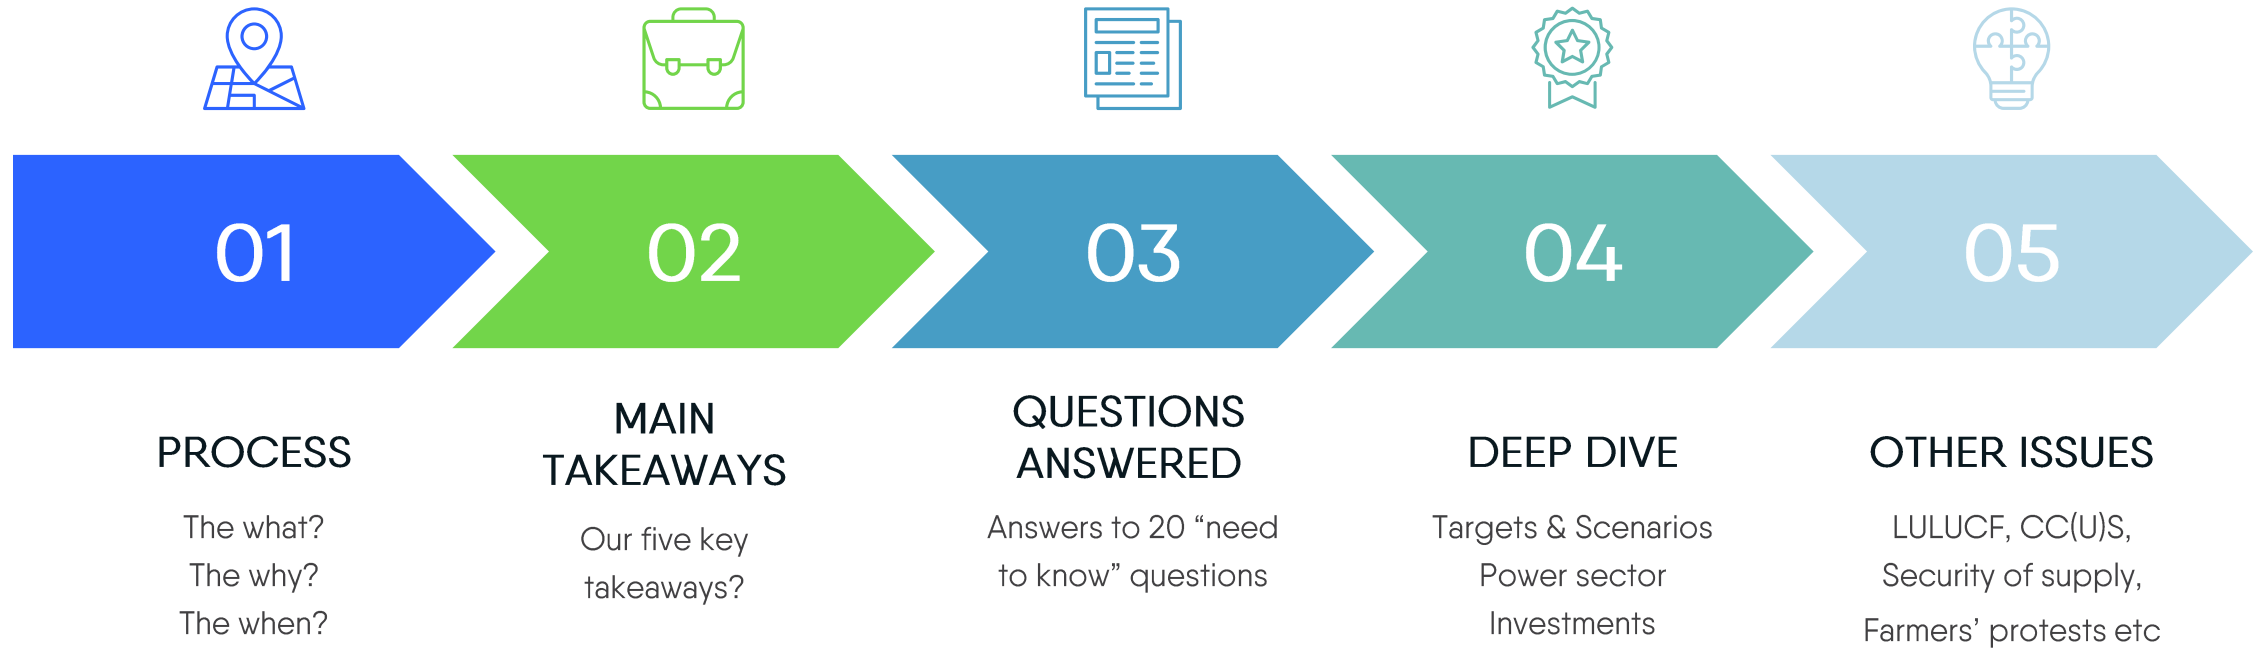 01
02
03
04
05
PROCESS
The what?
The why?
The when?
MAIN
TAKEAWAYS
Our five key
takeaways?
QUESTIONS
ANSWERED
Answers to 20 “need
to know” questions
DEEP DIVE
Targets & Scenarios
Power sector
Investments
OTHER ISSUES
LULUCF, CC(U)S,
Security of supply,
Farmers’ protests etc